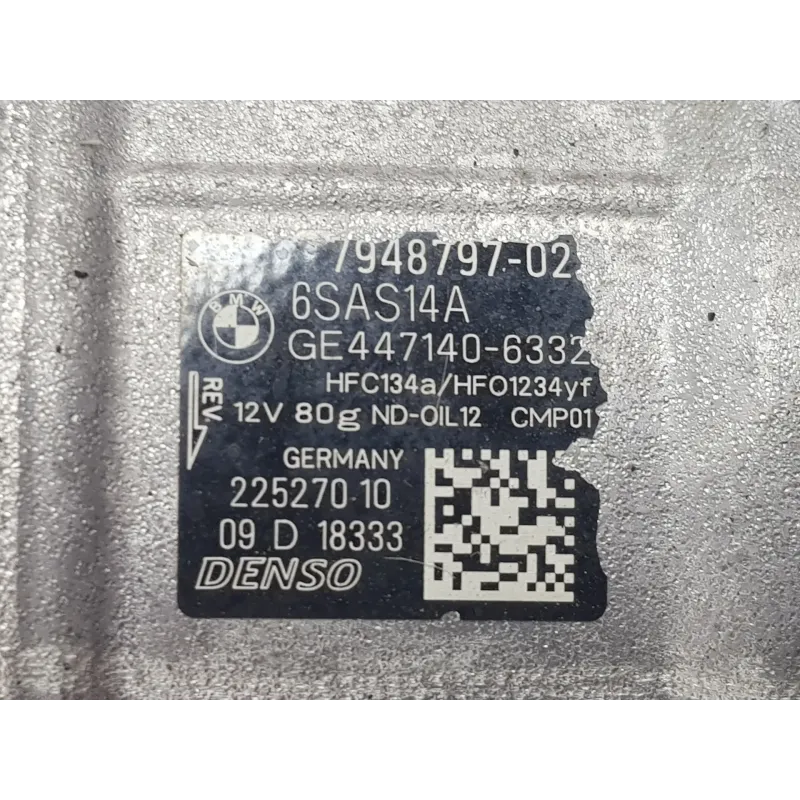 7948797-02
BMW
6SAS14A
GE447140-6332
HFC134a/HFO1234yf
REV.
12V 80g ND-OIL12 CMP01
GERMANY
225270 10
09 D 18333
DENSO